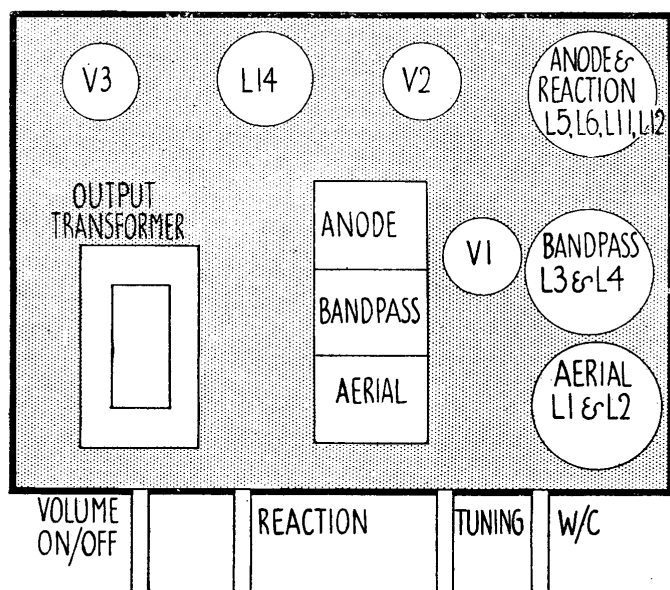 V3
L14
V2
ANODE &
REACTION
L5, L6, L11, L12
OUTPUT
TRANSFORMER
ANODE
V1
BANDPASS
L3 & L4
BANDPASS
AERIAL
AERIAL
L1 & L2
VOLUME
ON/OFF
REACTION
TUNING
W/C